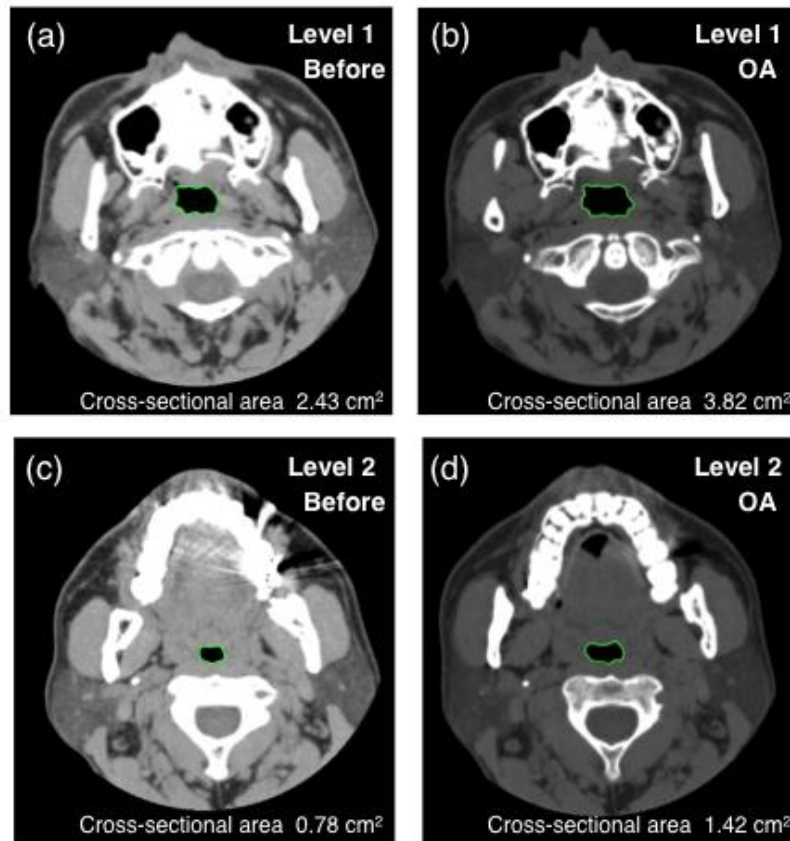 (a) Level 1
Before
Cross-sectional area 2.43 cm²
(b) Level 1
OA
Cross-sectional area 3.82 cm²
(c) Level 2
Before
Cross-sectional area 0.78 cm²
(d) Level 2
OA
Cross-sectional area 1.42 cm²